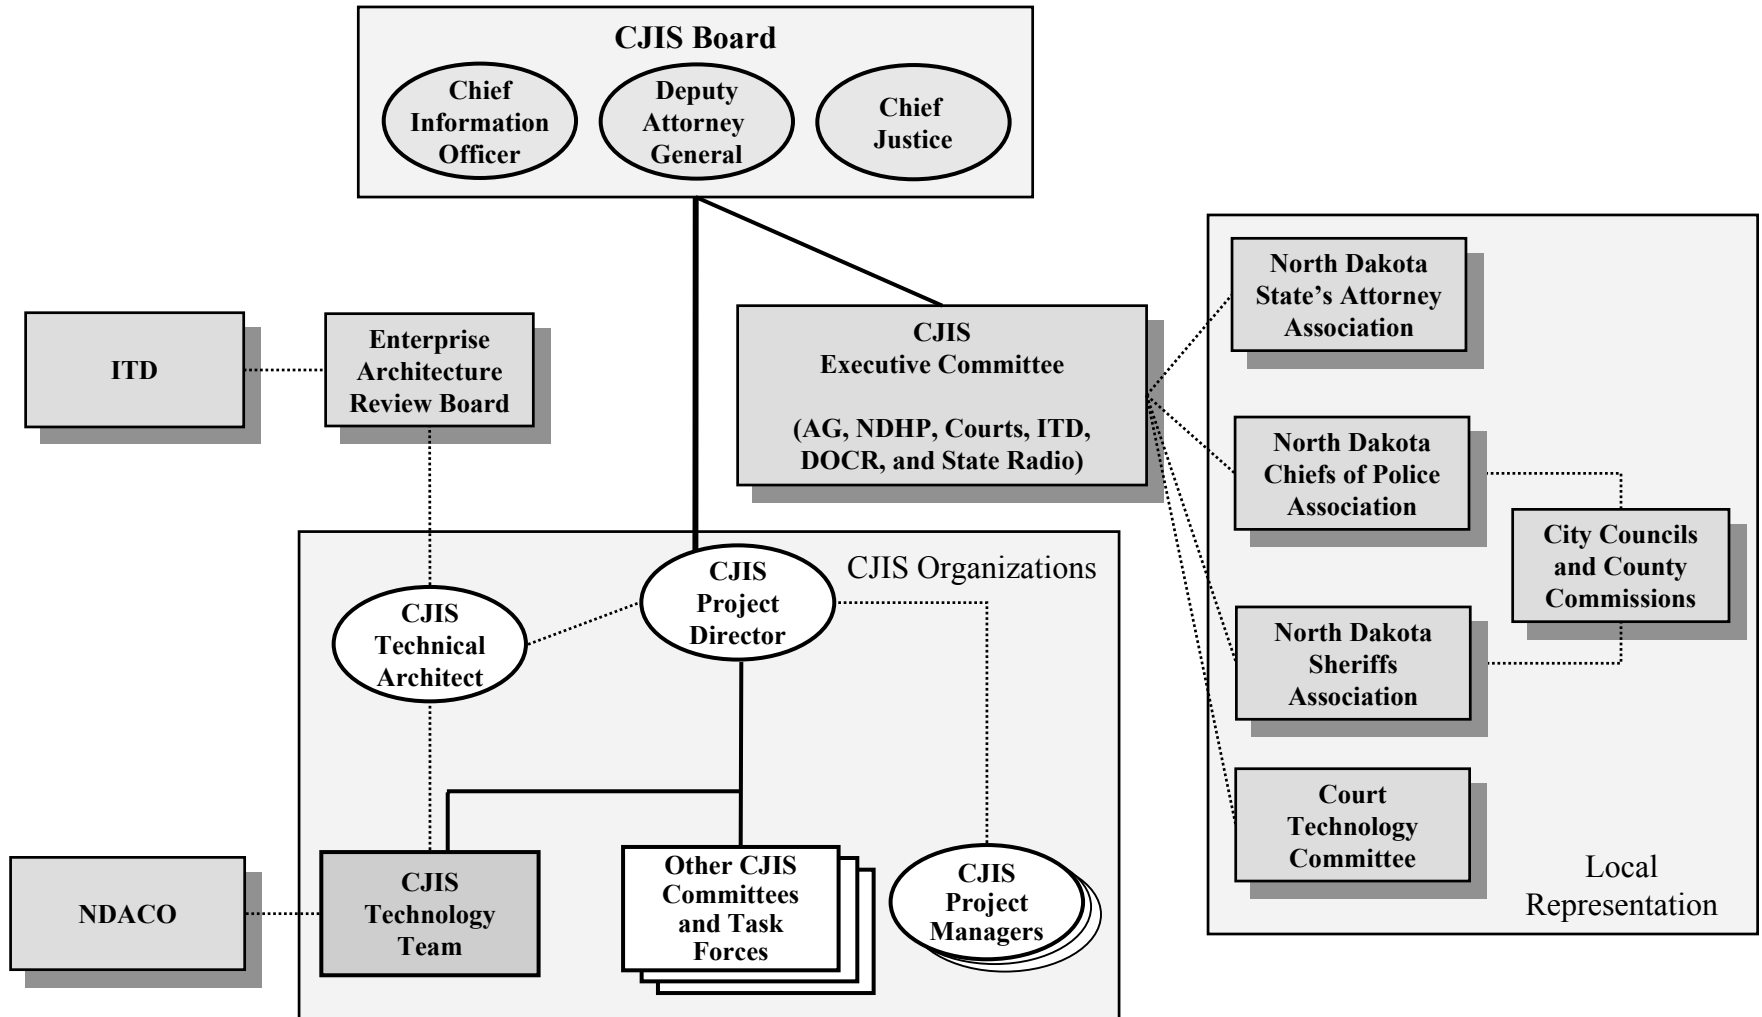 CJIS Board
Chief
Information
Officer
Deputy
Attorney
General
Chief
Justice
ITD
Enterprise
Architecture
Review Board
CJIS
Executive Committee
(AG, NDHP, Courts, ITD,
DOCR, and State Radio)
North Dakota
State’s Attorney
Association
North Dakota
Chiefs of Police
Association
City Councils
and County
Commissions
North Dakota
Sheriffs
Association
Court
Technology
Committee
Local
Representation
CJIS Organizations
CJIS
Project
Director
CJIS
Technical
Architect
NDACO
CJIS
Technology
Team
Other CJIS
Committees
and Task
Forces
CJIS
Project
Managers